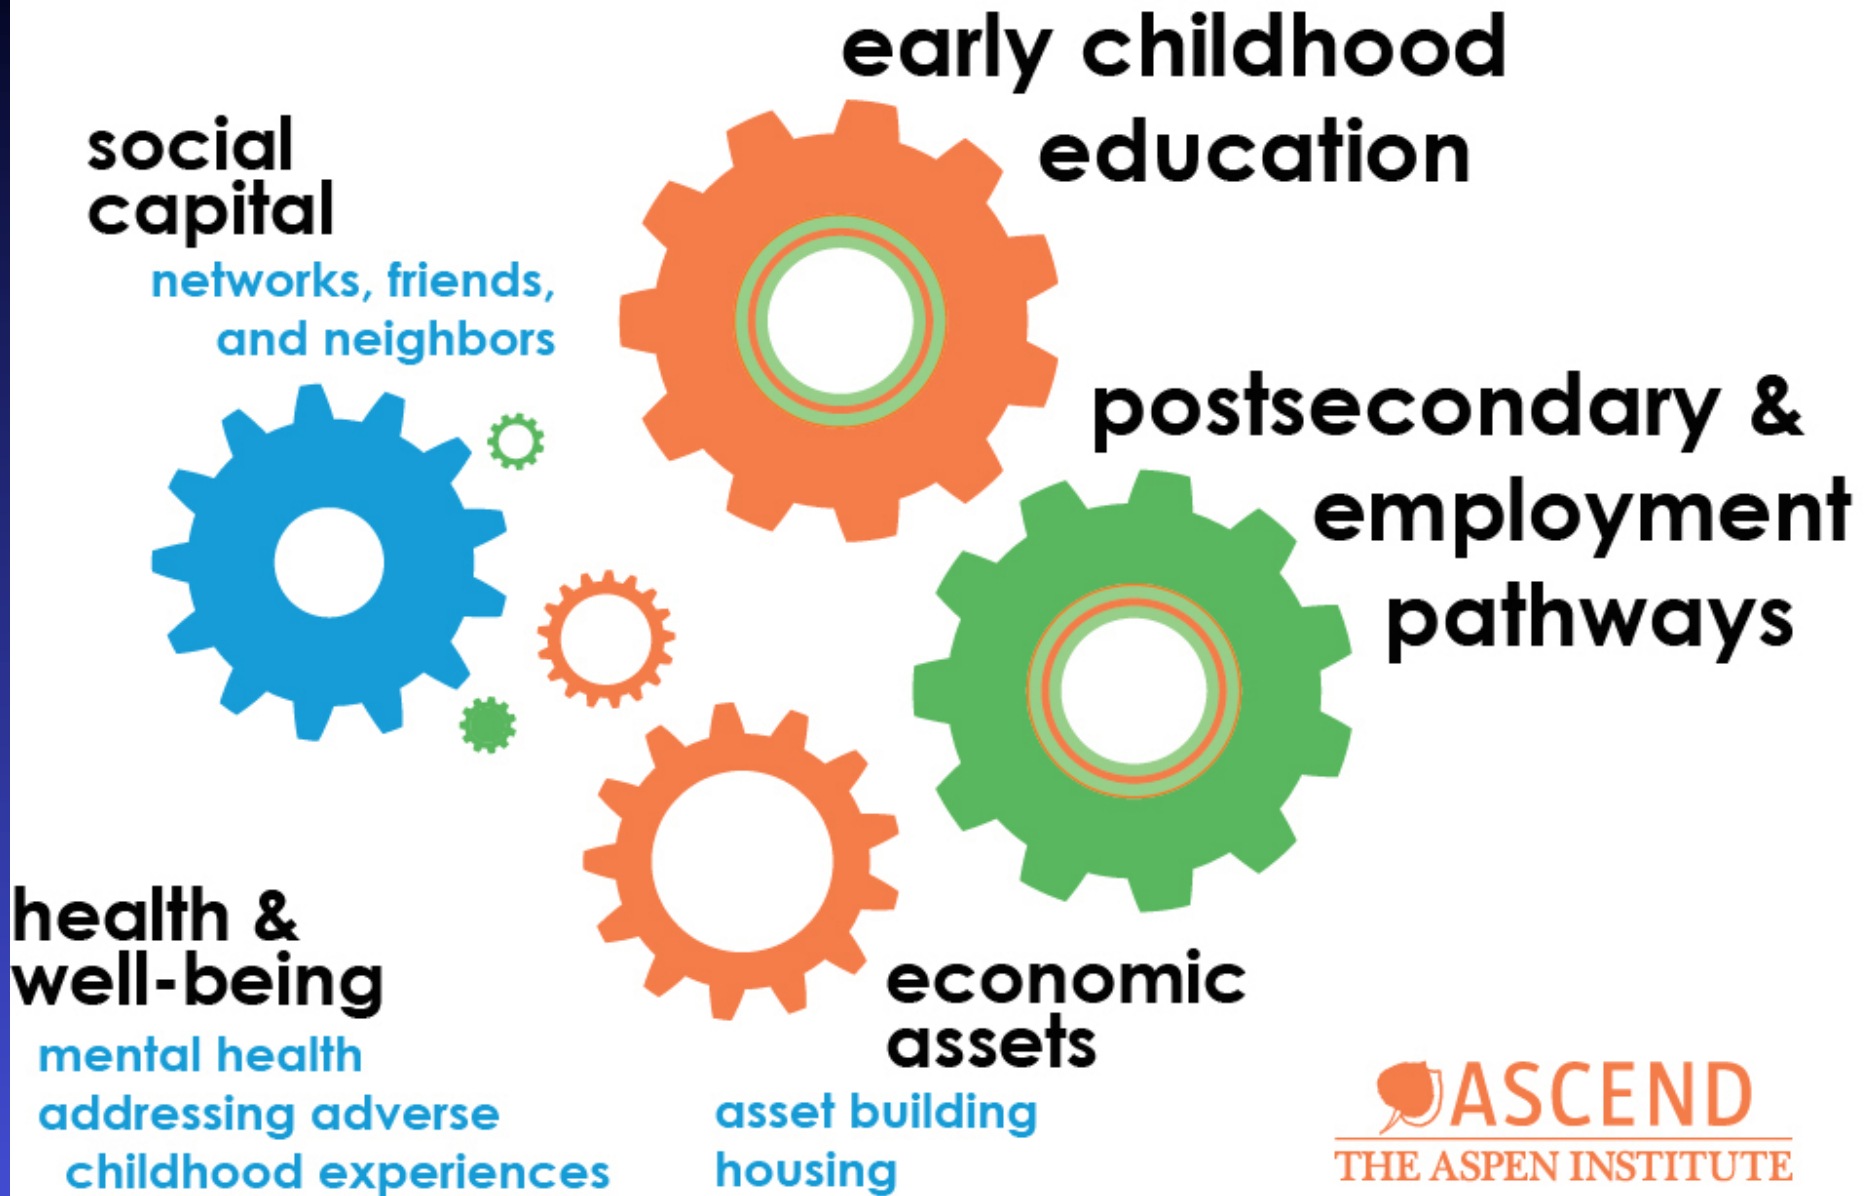 early childhood
education
social
capital
networks, friends,
and neighbors
postsecondary &
employment
pathways
health &
well-being
mental health
addressing adverse
childhood experiences
economic
assets
asset building
housing
ASCEND
THE ASPEN INSTITUTE